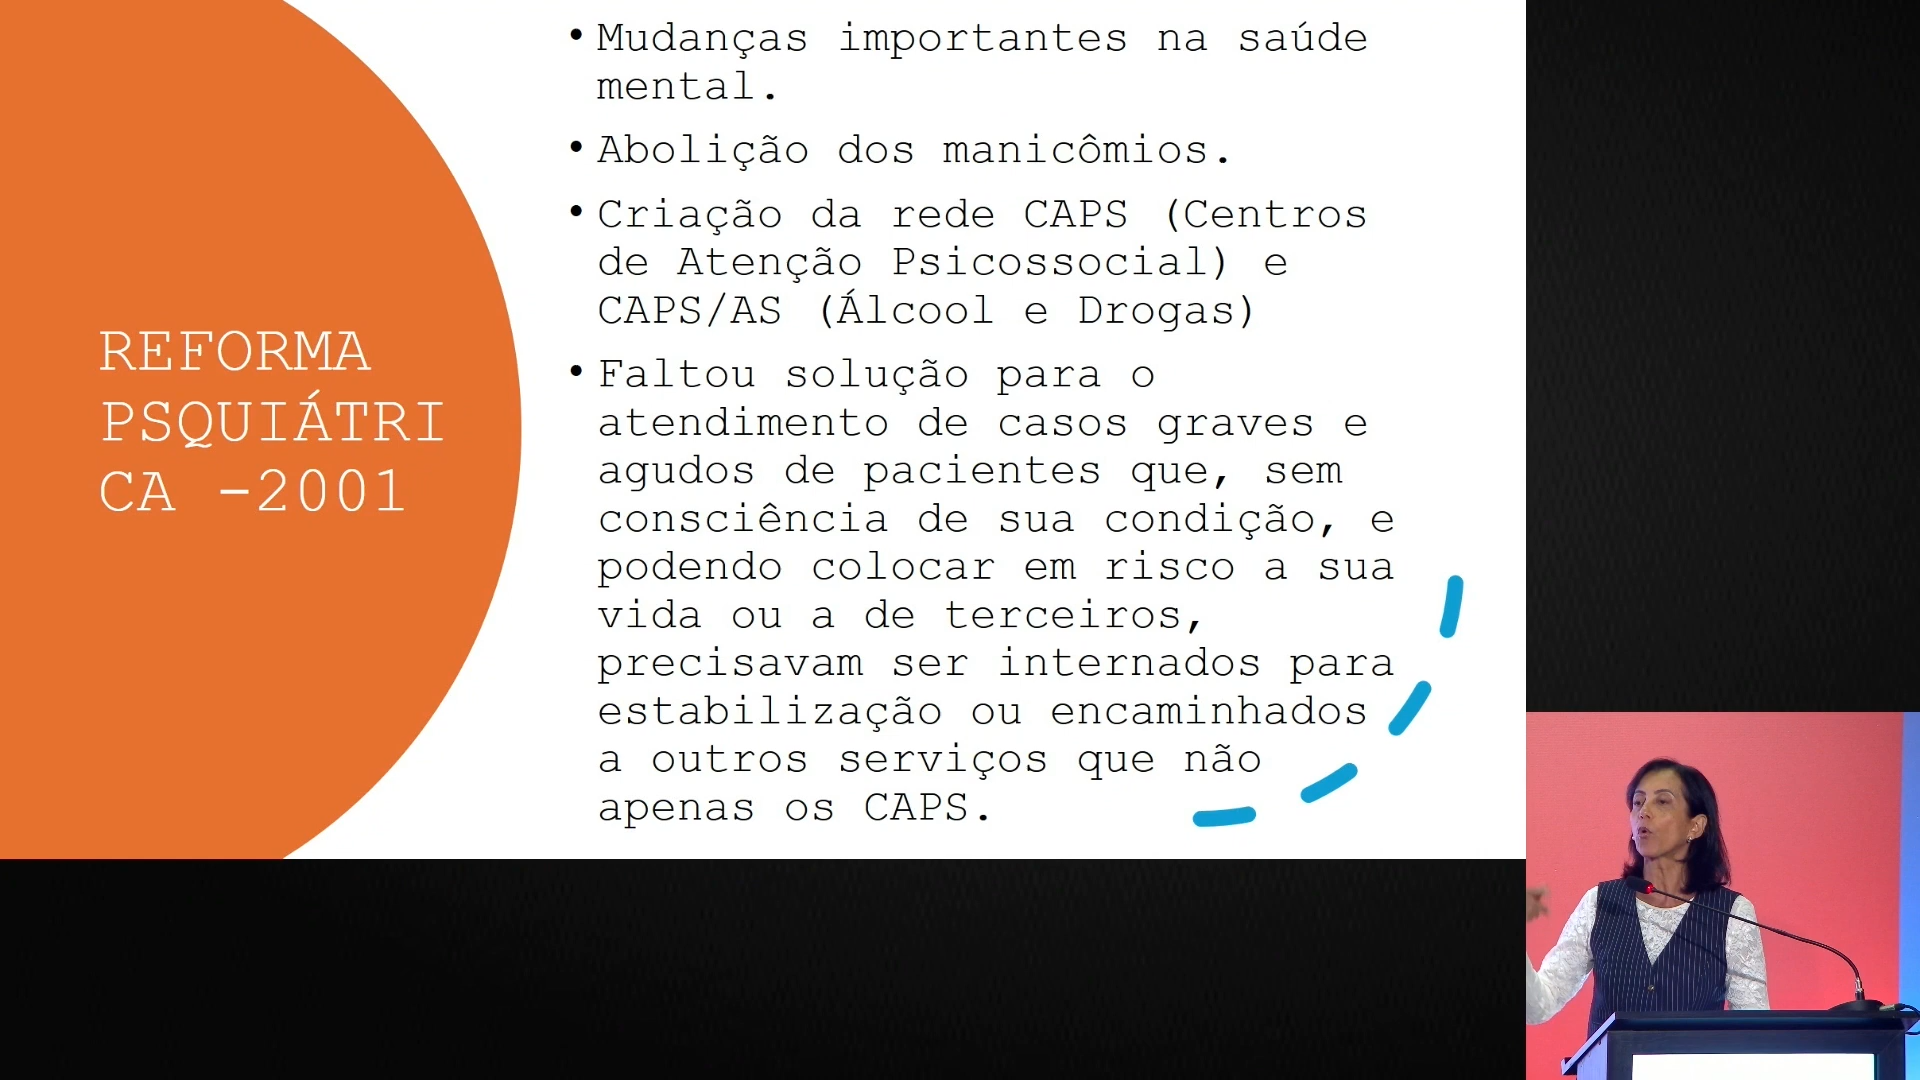 REFORMA
PSQUIÁTRI
CA -2001
• Mudanças importantes na saúde
mental.
• Abolição dos manicômios.
• Criação da rede CAPS (Centros
de Atenção Psicossocial) e
CAPS/AS (Álcool e Drogas)
• Faltou solução para o
atendimento de casos graves e
agudos de pacientes que, sem
consciência de sua condição, e
podendo colocar em risco a sua
vida ou a de terceiros,
precisavam ser internados para
estabilização ou encaminhados
a outros serviços que não
apenas os CAPS.